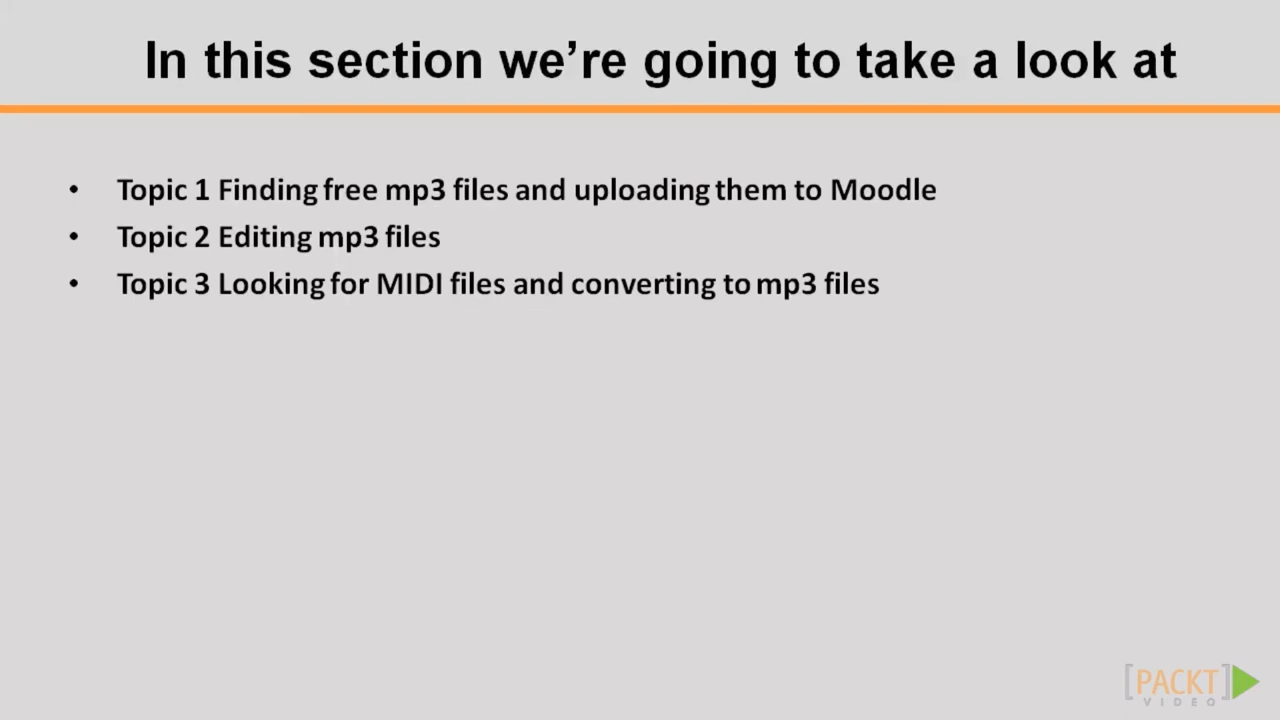 In this section we’re going to take a look at
• Topic 1 Finding free mp3 files and uploading them to Moodle
• Topic 2 Editing mp3 files
• Topic 3 Looking for MIDI files and converting to mp3 files
[PACKT]
VIDEO